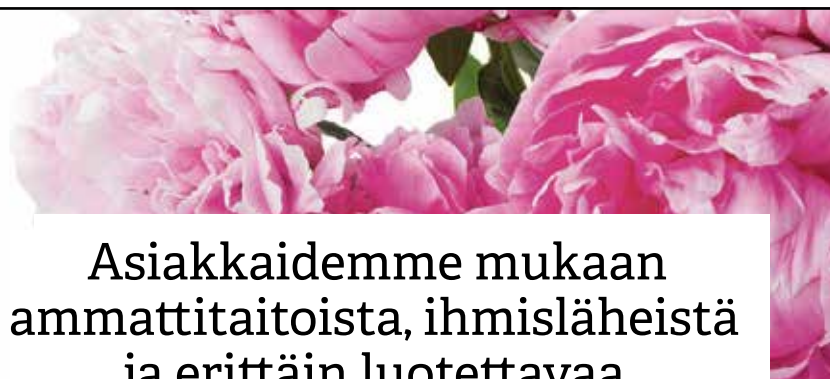 Asiakkaidemme mukaan
ammattitaitoista, ihmisläheistä
ja erittäin luotettavaa